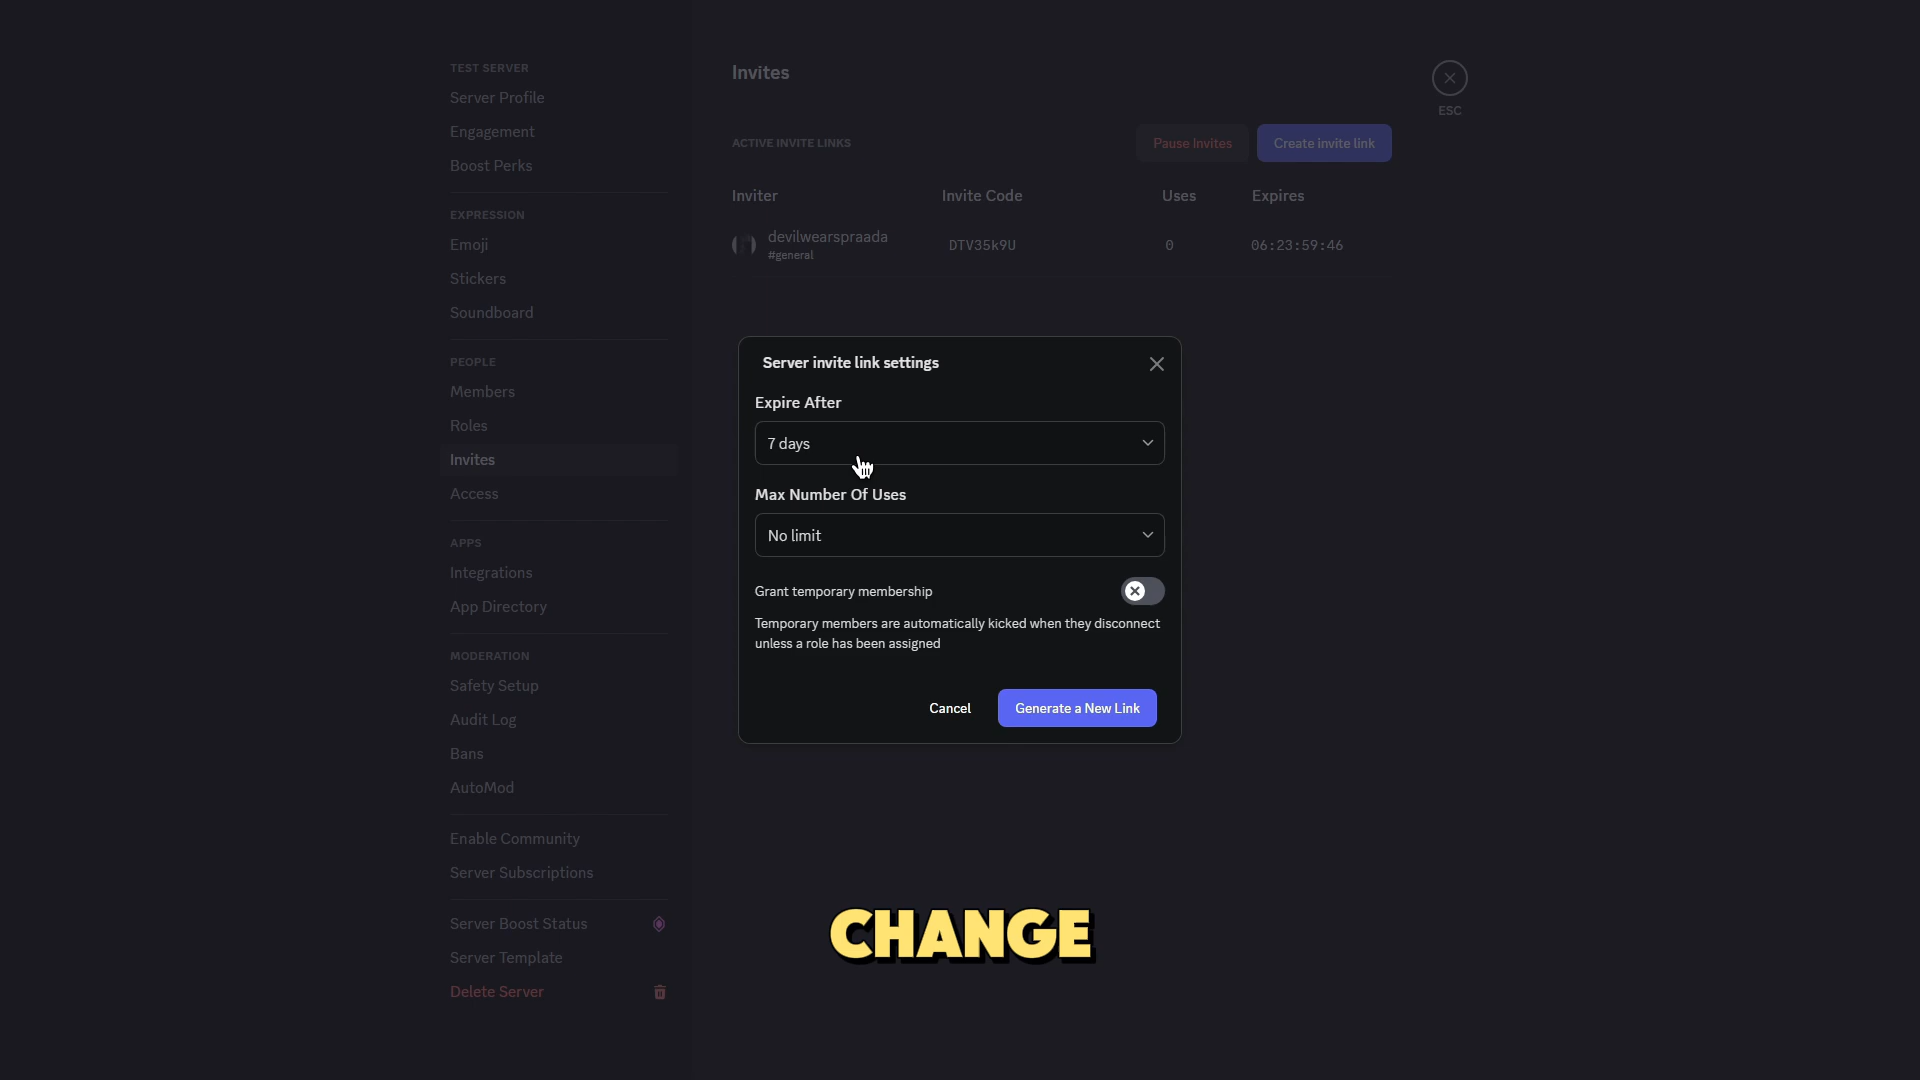 TEST SERVER
Server Profile
Engagement
Boost Perks
EXPRESSION
Emoji
Stickers
Soundboard
PEOPLE
Members
Roles
Invites
Access
APPS
Integrations
App Directory
MODERATION
Safety Setup
Audit Log
Bans
AutoMod
Enable Community
Server Subscriptions
Server Boost Status
Server Template
Delete Server
Invites
ESC
ACTIVE INVITE LINKS
Pause Invites
Create invite link
Inviter Invite Code Uses Expires
devilwearspraada DTV35k9U 0 06:23:59:46
#general
Server invite link settings
Expire After
7 days
Max Number Of Uses
No limit
Grant temporary membership
Temporary members are automatically kicked when they disconnect
unless a role has been assigned
Cancel
Generate a New Link
CHANGE